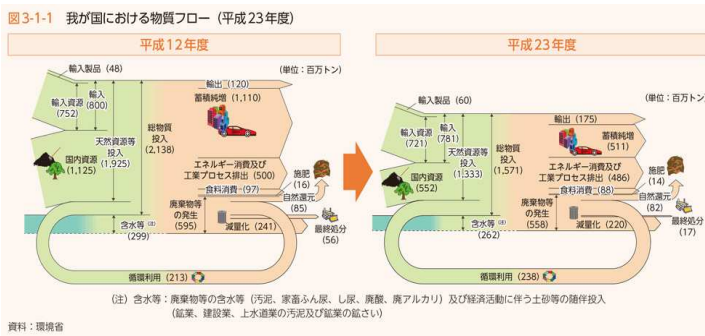 図3-1-1 我が国における物質フロー（平成23年度）
平成12年度
（単位：百万トン）
輸入製品（48）
輸入資源
（752）
輸入
（800）
国内資源
（1,125）
天然資源等
投入
（1,925）
総物質
投入
（2,138）
輸出（120）
蓄積純増（1,110）
エネルギー消費及び
工業プロセス排出（500）
食料消費（97）
施肥
（16）
自然還元
（85）
廃棄物等
の発生
（595）
減量化（241）
最終処分
（56）
含水等（注）
（299）
循環利用（213）
平成23年度
（単位：百万トン）
輸入製品（60）
輸入資源
（721）
輸入
（781）
国内資源
（552）
天然資源等
投入
（1,333）
総物質
投入
（1,571）
輸出（175）
蓄積純増
（511）
エネルギー消費及び
工業プロセス排出（486）
食料消費（88）
施肥
（14）
自然還元
（82）
廃棄物等
の発生
（558）
減量化（220）
最終処分
（17）
含水等（注）
（262）
循環利用（238）
（注）含水等：廃棄物等の含水等（汚泥、家畜ふん尿、し尿、廃酸、廃アルカリ）及び経済活動に伴う土砂等の随伴投入
（鉱業、建設業、上水道業の汚泥及び鉱業の鉱さい）
資料：環境省